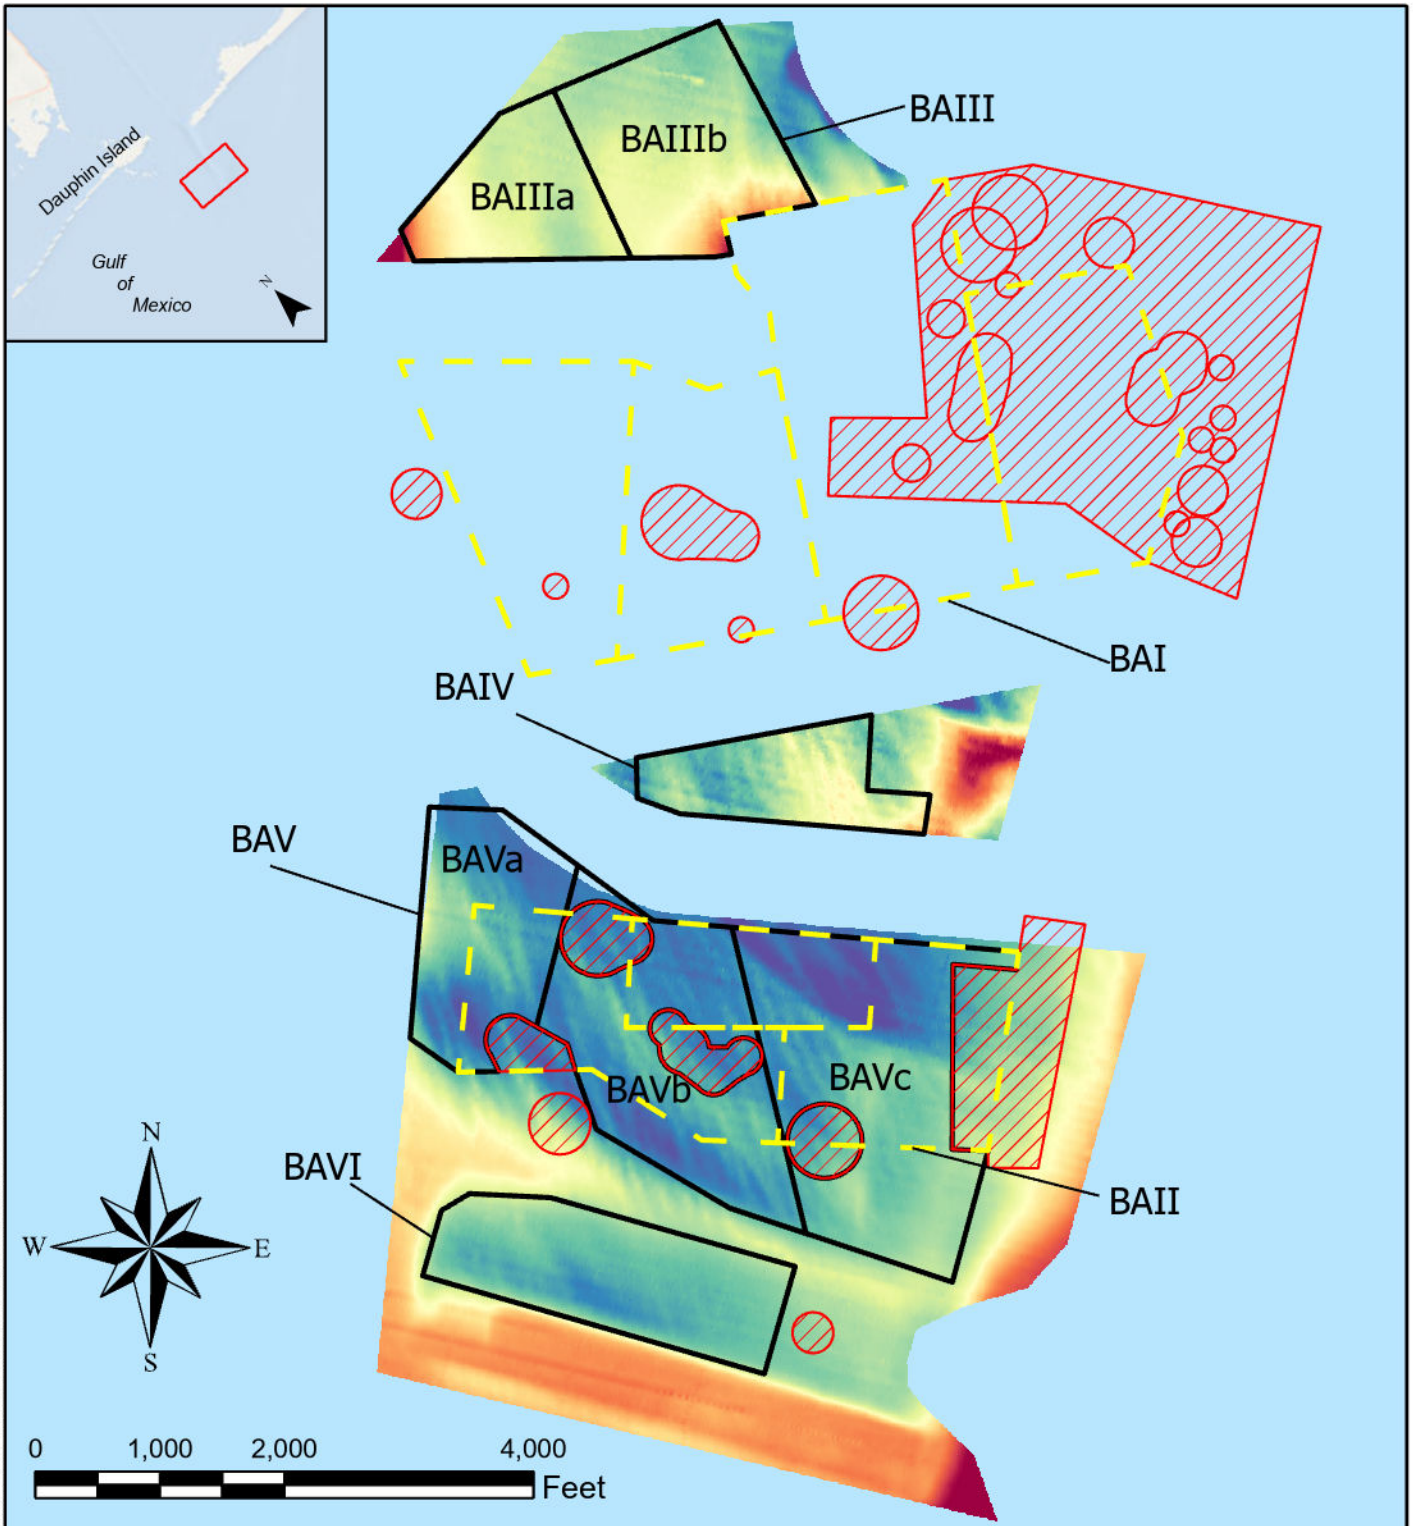 Dauphin Island
Gulf
of
Mexico
N
BAIII
BAIIIb
BAIIIa
BAI
BAIV
BAV
BAVa
BAVb
BAVc
BAII
BAVI
N
W
E
S
0
1,000
2,000
4,000
Feet